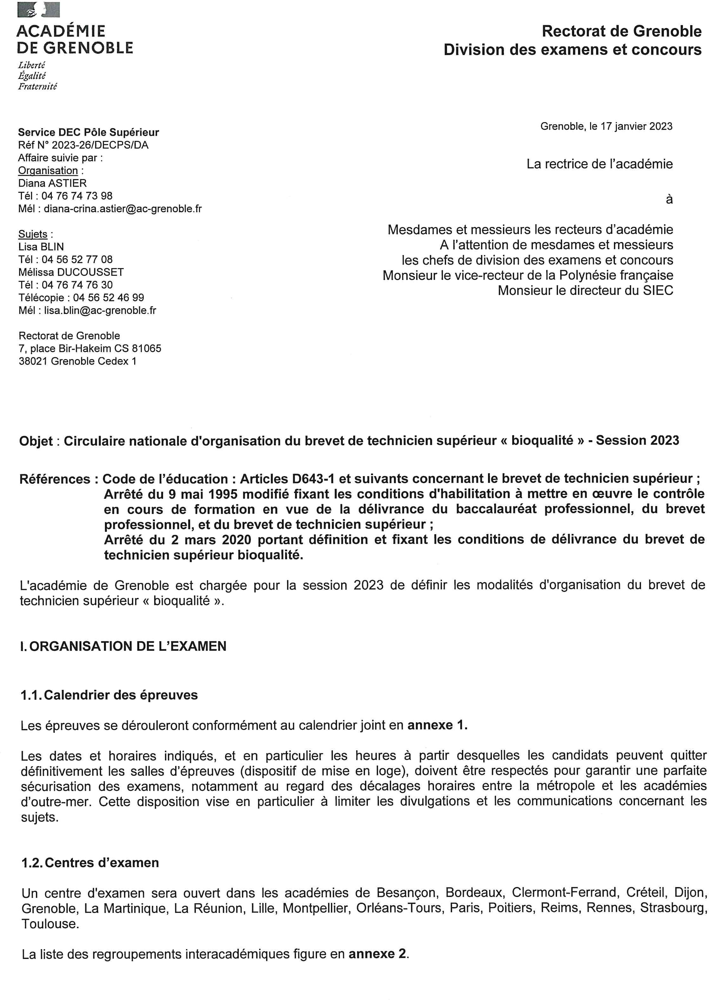 ACADÉMIE
DE GRENOBLE
Liberté
Égalité
Fraternité
Rectorat de Grenoble
Division des examens et concours
Service DEC Pôle Supérieur
Réf N° 2023-26/DECPS/DA
Affaire suivie par :
Organisation :
Diana ASTIER
Tél : 04 76 74 73 98
Mél : diana-crina.astier@ac-grenoble.fr
Sujets :
Lisa BLIN
Tél : 04 56 52 77 08
Mélissa DUCOUSSET
Tél : 04 76 74 76 30
Télécopie : 04 56 52 46 99
Mél : lisa.blin@ac-grenoble.fr
Rectorat de Grenoble
7, place Bir-Hakeim CS 81065
38021 Grenoble Cedex 1
Grenoble, le 17 janvier 2023
La rectrice de l'académie
à
Mesdames et messieurs les recteurs d'académie
A l'attention de mesdames et messieurs
les chefs de division des examens et concours
Monsieur le vice-recteur de la Polynésie française
Monsieur le directeur du SIEC
Objet : Circulaire nationale d'organisation du brevet de technicien supérieur « bioqualité » - Session 2023
Références : Code de l'éducation : Articles D643-1 et suivants concernant le brevet de technicien supérieur ;
Arrêté du 9 mai 1995 modifié fixant les conditions d'habilitation à mettre en œuvre le contrôle
en cours de formation en vue de la délivrance du baccalauréat professionnel, du brevet
professionnel, et du brevet de technicien supérieur ;
Arrêté du 2 mars 2020 portant définition et fixant les conditions de délivrance du brevet de
technicien supérieur bioqualité.
L'académie de Grenoble est chargée pour la session 2023 de définir les modalités d'organisation du brevet de
technicien supérieur « bioqualité ».
I. ORGANISATION DE L'EXAMEN
1.1. Calendrier des épreuves
Les épreuves se dérouleront conformément au calendrier joint en annexe 1.
Les dates et horaires indiqués, et en particulier les heures à partir desquelles les candidats peuvent quitter
définitivement les salles d'épreuves (dispositif de mise en loge), doivent être respectés pour garantir une parfaite
sécurisation des examens, notamment au regard des décalages horaires entre la métropole et les académies
d'outre-mer. Cette disposition vise en particulier à limiter les divulgations et les communications concernant les
sujets.
1.2. Centres d'examen
Un centre d'examen sera ouvert dans les académies de Besançon, Bordeaux, Clermont-Ferrand, Créteil, Dijon,
Grenoble, La Martinique, La Réunion, Lille, Montpellier, Orléans-Tours, Paris, Poitiers, Reims, Rennes, Strasbourg,
Toulouse.
La liste des regroupements interacadémiques figure en annexe 2.